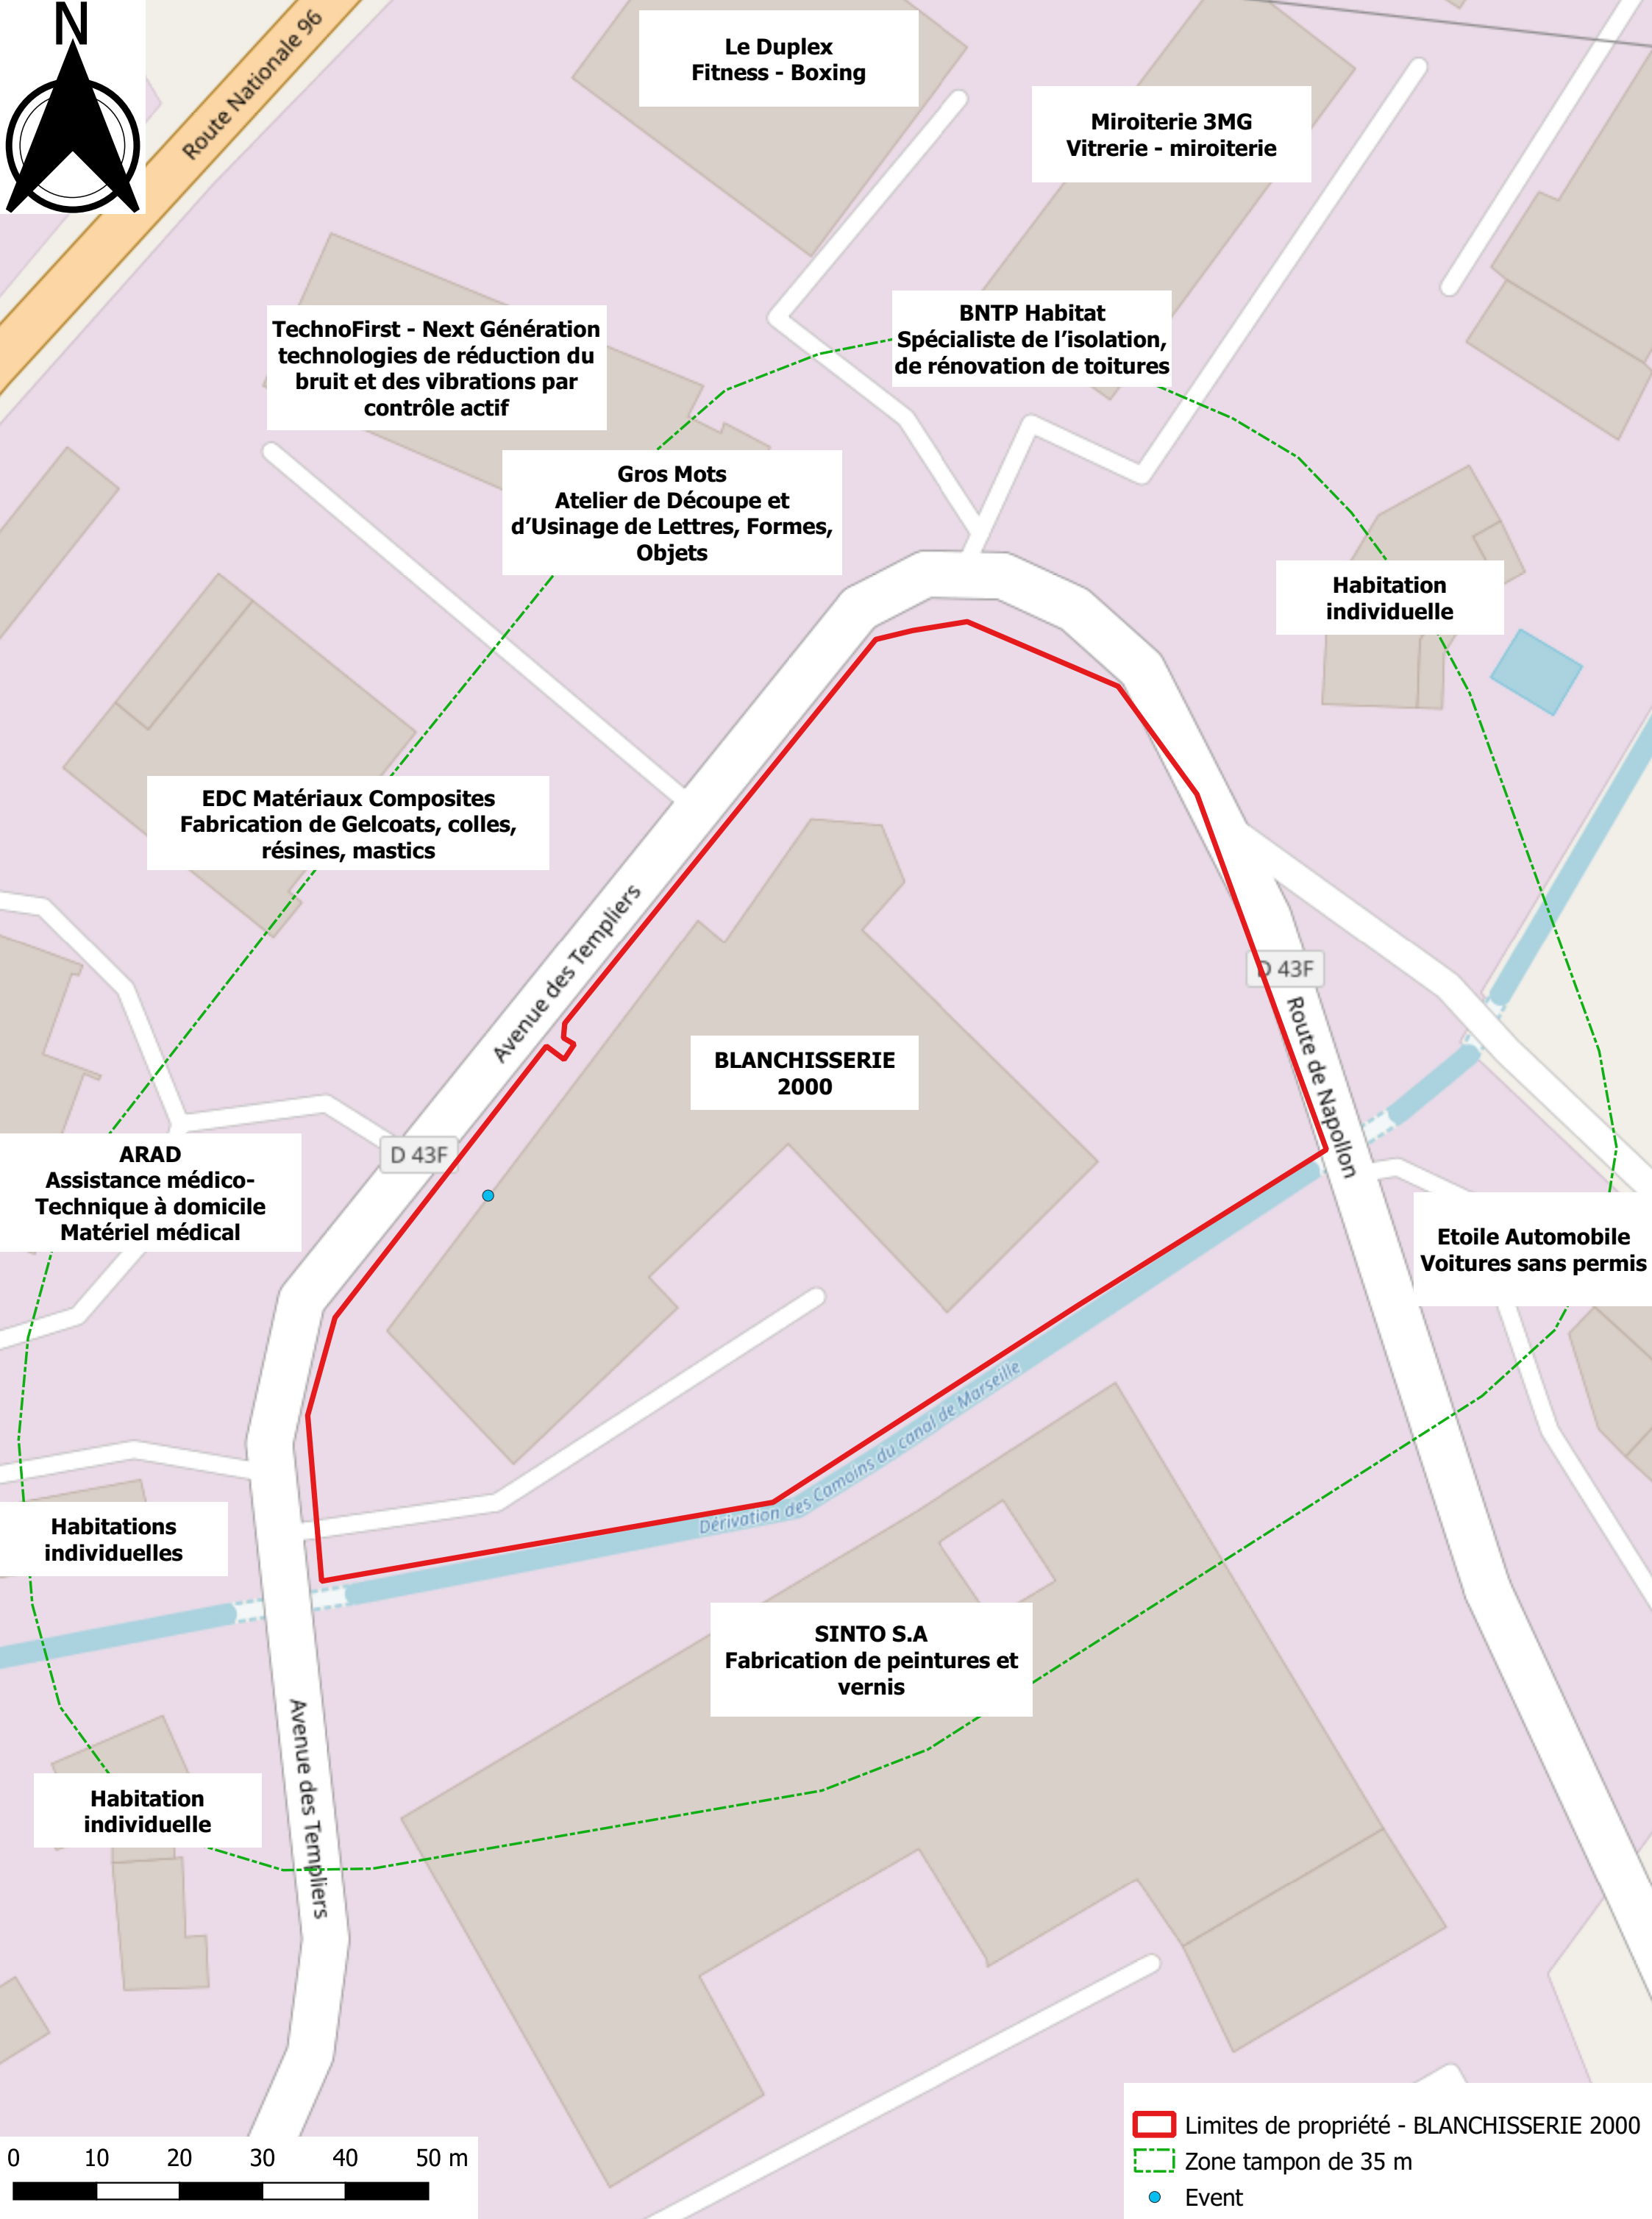 N
Route Nationale 96
Le Duplex
Fitness - Boxing
Miroiterie 3MG
Vitrerie - miroiterie
BNTP Habitat
Spécialiste de l'isolation,
de rénovation de toitures
TechnoFirst - Next Génération
technologies de réduction du
bruit et des vibrations par
contrôle actif
Gros Mots
Atelier de Découpe et
d'Usinage de Lettres, Formes,
Objets
Habitation
individuelle
EDC Matériaux Composites
Fabrication de Gelcoats, colles,
résines, mastics
Avenue des Templiers
D 43F
Route de Napollon
BLANCHISSERIE
2000
D 43F
ARAD
Assistance médico-
Technique à domicile
Matériel médical
Etoile Automobile
Voitures sans permis
Dérivation des Camoins du canal de Marseille
Habitations
individuelles
SINTO S.A
Fabrication de peintures et
vernis
Avenue des Templiers
Habitation
individuelle
Limites de propriété - BLANCHISSERIE 2000
Zone tampon de 35 m
Event
0 10 20 30 40 50 m